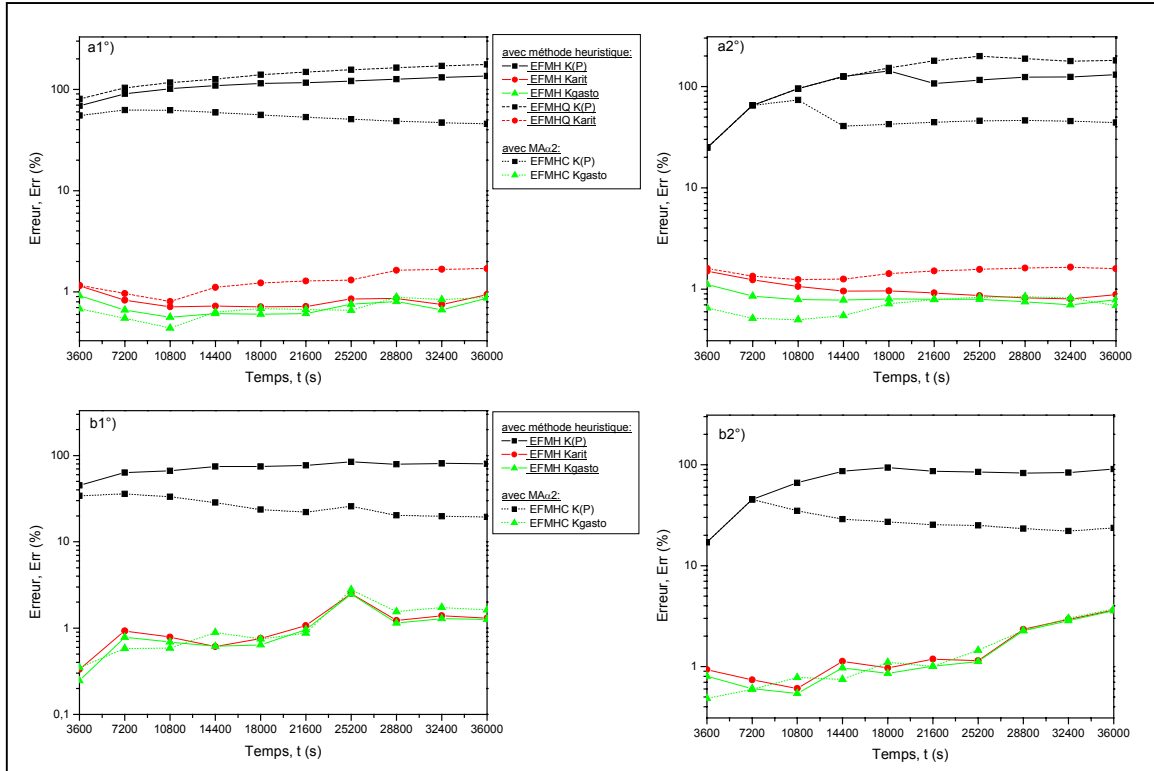 a1°)
100
10
1
Erreur, Err (%)
3600 7200 10800 14400 18000 21600 25200 28800 32400 36000
Temps, t (s)
avec méthode heuristique:
EFMH K(P)
EFMH Karit
EFMH Kgasto
EFMHQ K(P)
EFMHQ Karit
avec MAα2:
EFMHC K(P)
EFMHC Kgasto
a2°)
100
10
1
Erreur, Err (%)
3600 7200 10800 14400 18000 21600 25200 28800 32400 36000
Temps, t (s)
b1°)
100
10
1
0,1
Erreur, Err (%)
3600 7200 10800 14400 18000 21600 25200 28800 32400 36000
Temps, t (s)
avec méthode heuristique:
EFMH K(P)
EFMH Karit
EFMH Kgasto
avec MAα2:
EFMHC K(P)
EFMHC Kgasto
b2°)
100
10
1
Erreur, Err (%)
3600 7200 10800 14400 18000 21600 25200 28800 32400 36000
Temps, t (s)